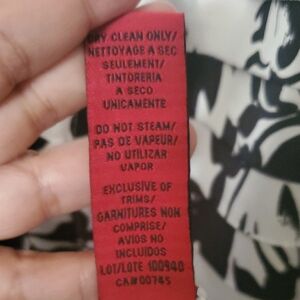 DRY CLEAN ONLY/
NETTOYAGE A SEC
SEULEMENT/
TINTORERIA
A SECO
UNICAMENTE
DO NOT STEAM/
PAS DE VAPEUR/
NO UTILIZAR
VAPOR
EXCLUSIVE OF
TRIMS/
GARNITURES NON
COMPRISE/
AVIOS NO
INCLUIDOS
LOT/LOTE 100940
CA#00745